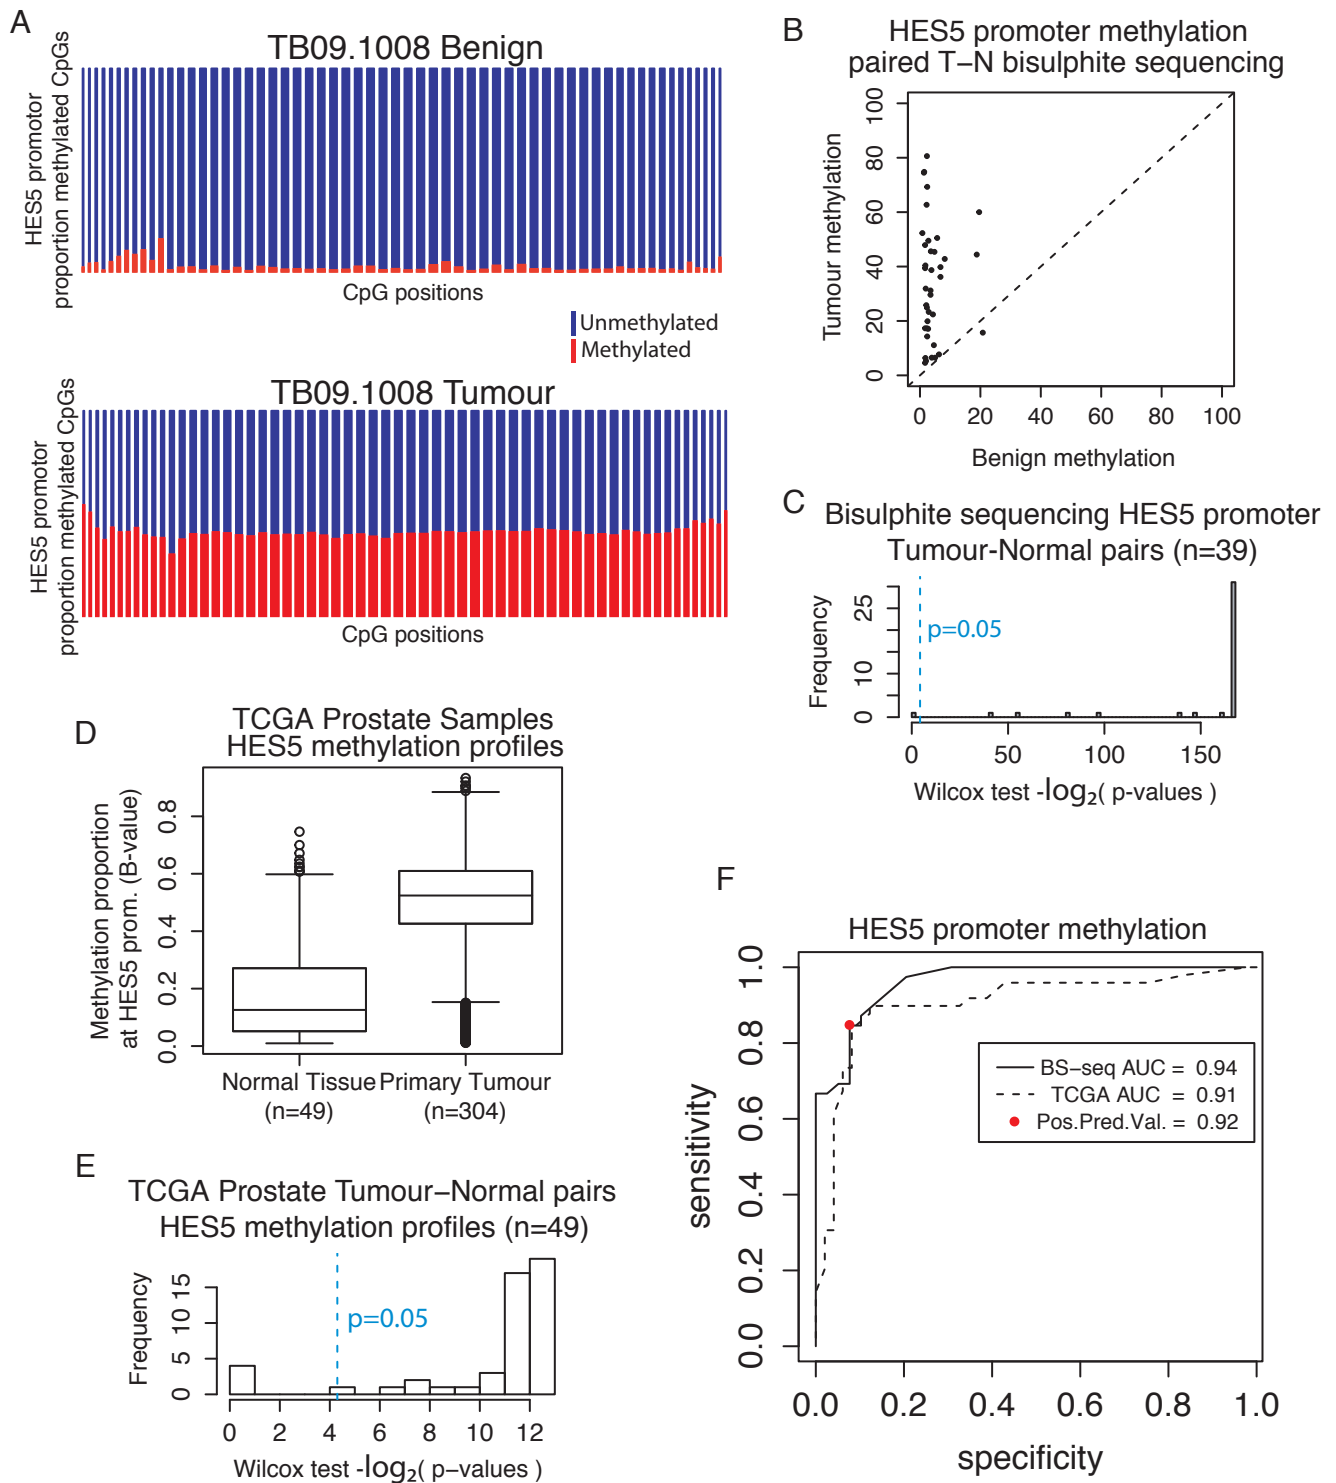 A
TB09.1008 Benign
HES5 promotor
proportion methylated CpGs
CpG positions
Unmethylated
Methylated
TB09.1008 Tumour
HES5 promotor
proportion methylated CpGs
CpG positions
B
HES5 promoter methylation
paired T–N bisulphite sequencing
Tumour methylation
0 20 40 60 80 100
0 20 40 60 80 100
Benign methylation
C
Bisulphite sequencing HES5 promoter
Tumour-Normal pairs (n=39)
Frequency
0 10 25
p=0.05
0 50 100 150
Wilcox test -log₂( p-values )
D
TCGA Prostate Samples
HES5 methylation profiles
Methylation proportion
at HES5 prom. (B-value)
0.0 0.2 0.4 0.6 0.8
Normal Tissue Primary Tumour
(n=49) (n=304)
E
TCGA Prostate Tumour–Normal pairs
HES5 methylation profiles (n=49)
Frequency
0 5 10 15
p=0.05
0 2 4 6 8 10 12
Wilcox test -log₂( p–values )
F
HES5 promoter methylation
sensitivity
0.0 0.2 0.4 0.6 0.8 1.0
BS–seq AUC = 0.94
TCGA AUC = 0.91
Pos.Pred.Val. = 0.92
0.0 0.2 0.4 0.6 0.8 1.0
specificity